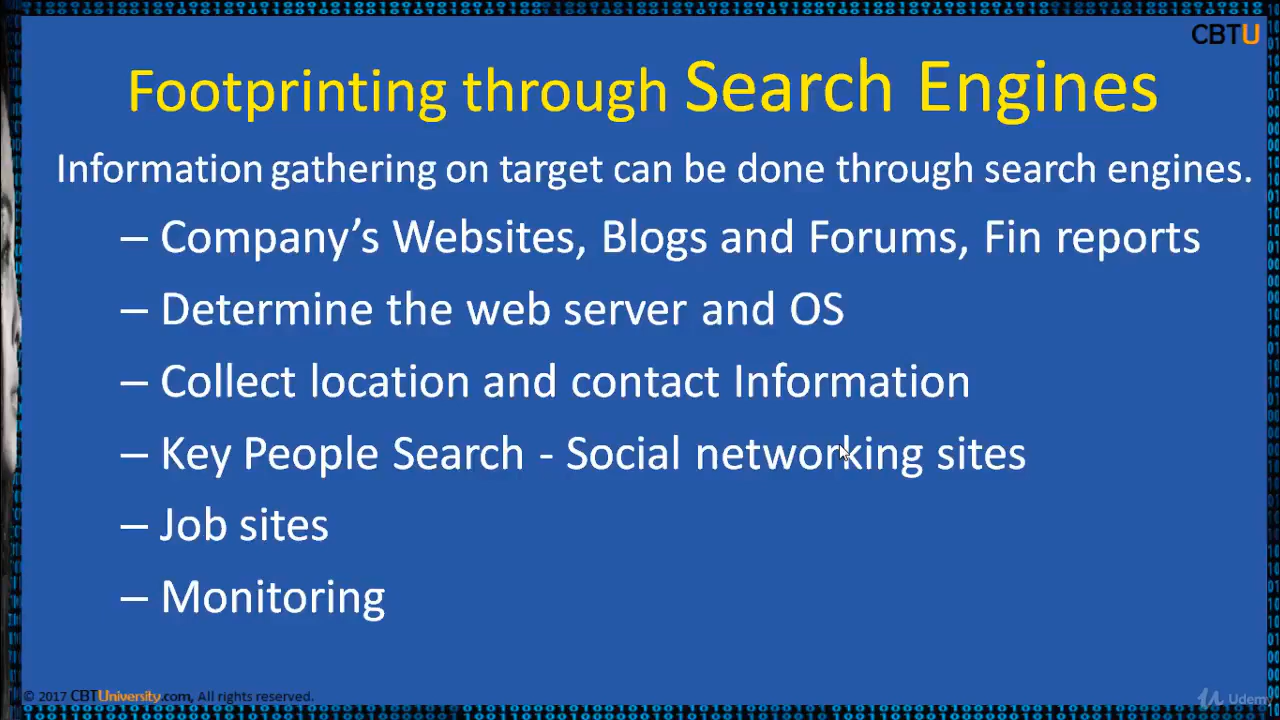 CBTU
Footprinting through Search Engines
Information gathering on target can be done through search engines.
– Company’s Websites, Blogs and Forums, Fin reports
– Determine the web server and OS
– Collect location and contact Information
– Key People Search - Social networking sites
– Job sites
– Monitoring
© 2017 CBTUniversity.com, All rights reserved.
Udemy